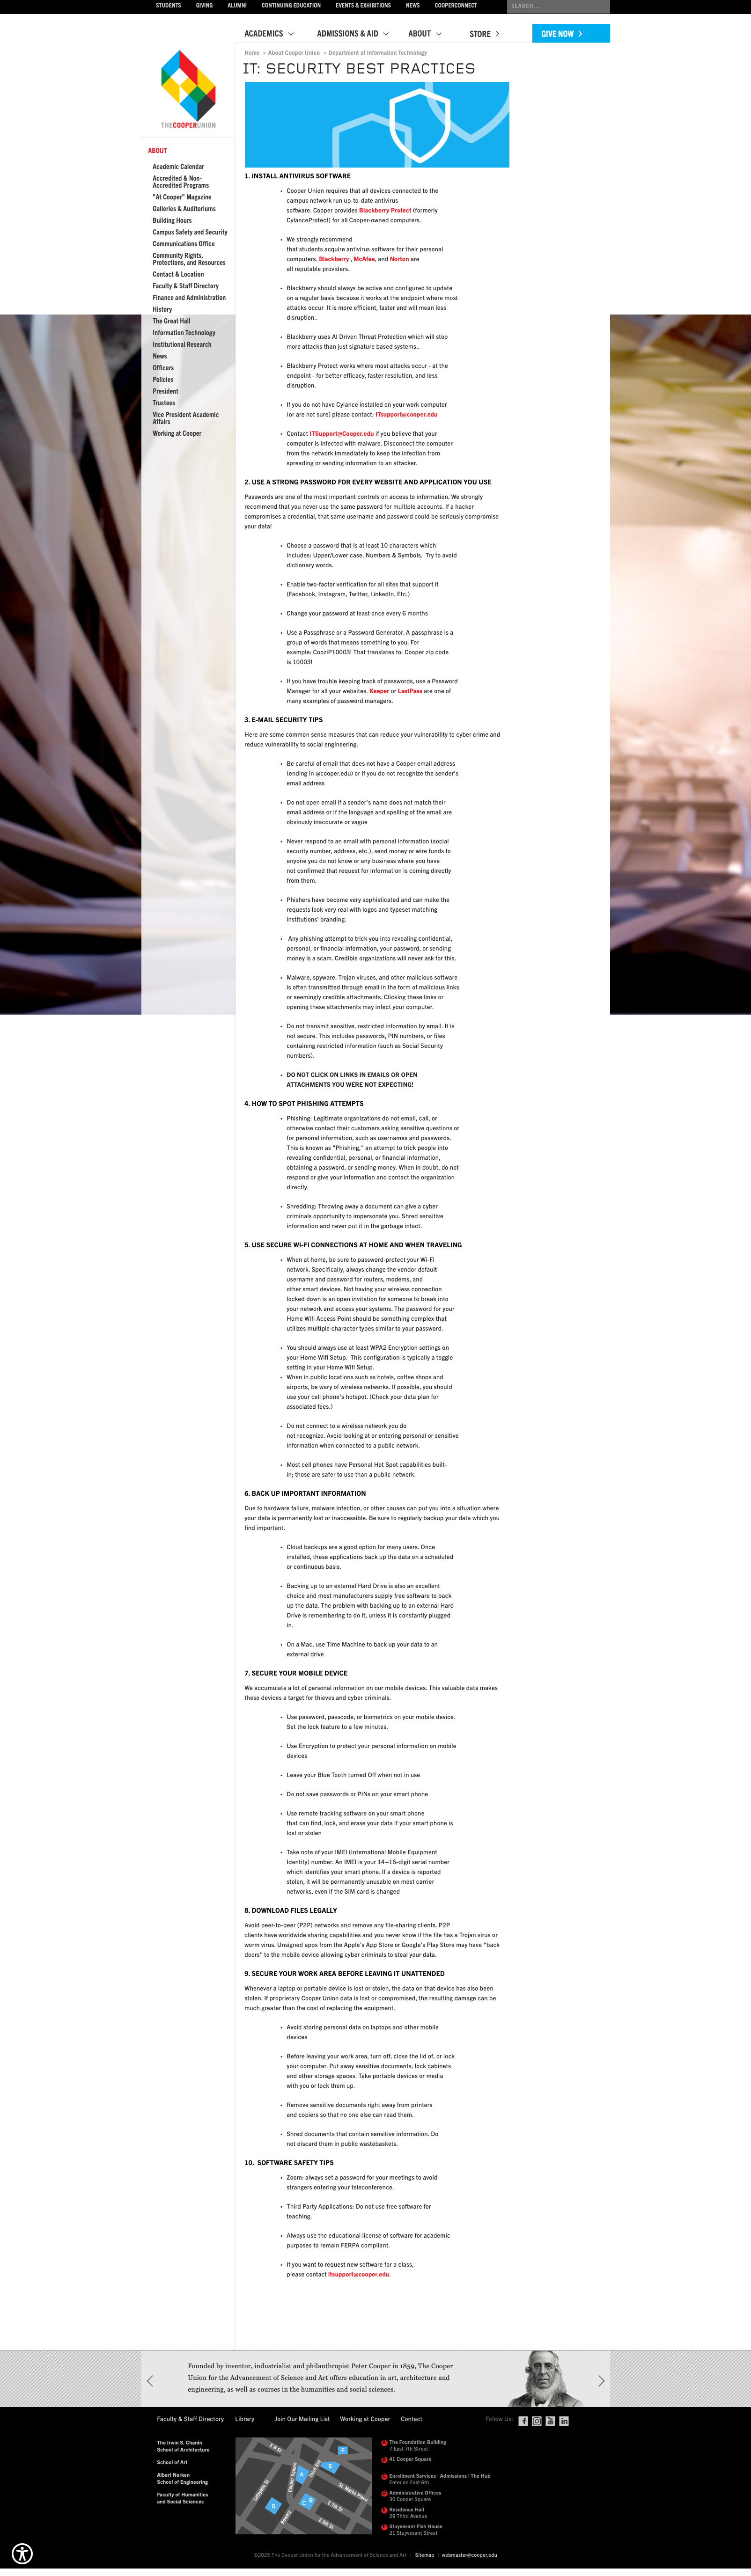 STUDENTS GIVING ALUMNI CONTINUING EDUCATION EVENTS & EXHIBITIONS NEWS COOPERCONNECT SEARCH...
ACADEMICS ADMISSIONS & AID ABOUT STORE GIVE NOW
Home » About Cooper Union » Department of Information Technology
IT: SECURITY BEST PRACTICES
THECOOPERUNION
ABOUT
Academic Calendar
Accredited & Non-
Accredited Programs
"At Cooper" Magazine
Galleries & Auditoriums
Building Hours
Campus Safety and Security
Communications Office
Community Rights,
Protections, and Resources
Contact & Location
Faculty & Staff Directory
Finance and Administration
History
The Great Hall
Information Technology
Institutional Research
News
Officers
Policies
President
Trustees
Vice President Academic
Affairs
Working at Cooper
1. INSTALL ANTIVIRUS SOFTWARE
• Cooper Union requires that all devices connected to the
campus network run up-to-date antivirus
software. Cooper provides Blackberry Protect (formerly
CylanceProtect) for all Cooper-owned computers.
• We strongly recommend
that students acquire antivirus software for their personal
computers. Blackberry , McAfee, and Norton are
all reputable providers.
• Blackberry should always be active and configured to update
on a regular basis because it works at the endpoint where most
attacks occur It is more efficient, faster and will mean less
disruption..
• Blackberry uses AI Driven Threat Protection which will stop
more attacks than just signature based systems..
• Blackberry Protect works where most attacks occur - at the
endpoint - for better efficacy, faster resolution, and less
disruption.
• If you do not have Cylance installed on your work computer
(or are not sure) please contact: ITsupport@cooper.edu
• Contact ITSupport@Cooper.edu if you believe that your
computer is infected with malware. Disconnect the computer
from the network immediately to keep the infection from
spreading or sending information to an attacker.
2. USE A STRONG PASSWORD FOR EVERY WEBSITE AND APPLICATION YOU USE
Passwords are one of the most important controls on access to information. We strongly
recommend that you never use the same password for multiple accounts. If a hacker
compromises a credential, that same username and password could be seriously compromise
your data!
• Choose a password that is at least 10 characters which
includes: Upper/Lower case, Numbers & Symbols. Try to avoid
dictionary words.
• Enable two-factor verification for all sites that support it
(Facebook, Instagram, Twitter, LinkedIn, Etc.)
• Change your password at least once every 6 months
• Use a Passphrase or a Password Generator. A passphrase is a
group of words that means something to you. For
example: CooziP10003! That translates to: Cooper zip code
is 10003!
• If you have trouble keeping track of passwords, use a Password
Manager for all your websites. Keeper or LastPass are one of
many examples of password managers.
3. E-MAIL SECURITY TIPS
Here are some common sense measures that can reduce your vulnerability to cyber crime and
reduce vulnerability to social engineering.
• Be careful of email that does not have a Cooper email address
(ending in @cooper.edu) or if you do not recognize the sender's
email address
• Do not open email if a sender's name does not match their
email address or if the language and spelling of the email are
obviously inaccurate or vague
• Never respond to an email with personal information (social
security number, address, etc.), send money or wire funds to
anyone you do not know or any business where you have
not confirmed that request for information is coming directly
from them.
• Phishers have become very sophisticated and can make the
requests look very real with logos and typeset matching
institutions' branding.
• Any phishing attempt to trick you into revealing confidential,
personal, or financial information, your password, or sending
money is a scam. Credible organizations will never ask for this.
• Malware, spyware, Trojan viruses, and other malicious software
is often transmitted through email in the form of malicious links
or seemingly credible attachments. Clicking these links or
opening these attachments may infect your computer.
• Do not transmit sensitive, restricted information by email. It is
not secure. This includes passwords, PIN numbers, or files
containing restricted information (such as Social Security
numbers).
• DO NOT CLICK ON LINKS IN EMAILS OR OPEN
ATTACHMENTS YOU WERE NOT EXPECTING!
4. HOW TO SPOT PHISHING ATTEMPTS
• Phishing: Legitimate organizations do not email, call, or
otherwise contact their customers asking sensitive questions or
for personal information, such as usernames and passwords.
This is known as "Phishing," an attempt to trick people into
revealing confidential, personal, or financial information,
obtaining a password, or sending money. When in doubt, do not
respond or give your information and contact the organization
directly.
• Shredding: Throwing away a document can give a cyber
criminals opportunity to impersonate you. Shred sensitive
information and never put it in the garbage intact.
5. USE SECURE WI-FI CONNECTIONS AT HOME AND WHEN TRAVELING
• When at home, be sure to password-protect your Wi-Fi
network. Specifically, always change the vendor default
username and password for routers, modems, and
other smart devices. Not having your wireless connection
locked down is an open invitation for someone to break into
your network and access your systems. The password for your
Home Wifi Access Point should be something complex that
utilizes multiple character types similar to your password.
• You should always use at least WPA2 Encryption settings on
your Home Wifi Setup. This configuration is typically a toggle
setting in your Home Wifi Setup.
• When in public locations such as hotels, coffee shops and
airports, be wary of wireless networks. If possible, you should
use your cell phone's hotspot. (Check your data plan for
associated fees.)
• Do not connect to a wireless network you do
not recognize. Avoid looking at or entering personal or sensitive
information when connected to a public network.
• Most cell phones have Personal Hot Spot capabilities built-
in; those are safer to use than a public network.
6. BACK UP IMPORTANT INFORMATION
Due to hardware failure, malware infection, or other causes can put you into a situation where
your data is permanently lost or inaccessible. Be sure to regularly backup your data which you
find important.
• Cloud backups are a good option for many users. Once
installed, these applications back up the data on a scheduled
or continuous basis.
• Backing up to an external Hard Drive is also an excellent
choice and most manufacturers supply free software to back
up the data. The problem with backing up to an external Hard
Drive is remembering to do it, unless it is constantly plugged
in.
• On a Mac, use Time Machine to back up your data to an
external drive
7. SECURE YOUR MOBILE DEVICE
We accumulate a lot of personal information on our mobile devices. This valuable data makes
these devices a target for thieves and cyber criminals.
• Use password, passcode, or biometrics on your mobile device.
Set the lock feature to a few minutes.
• Use Encryption to protect your personal information on mobile
devices
• Leave your Blue Tooth turned Off when not in use
• Do not save passwords or PINs on your smart phone
• Use remote tracking software on your smart phone
that can find, lock, and erase your data if your smart phone is
lost or stolen
• Take note of your IMEI (International Mobile Equipment
Identity) number. An IMEI is your 14–16-digit serial number
which identifies your smart phone. If a device is reported
stolen, it will be permanently unusable on most carrier
networks, even if the SIM card is changed
8. DOWNLOAD FILES LEGALLY
Avoid peer-to-peer (P2P) networks and remove any file-sharing clients. P2P
clients have worldwide sharing capabilities and you never know if the file has a Trojan virus or
worm virus. Unsigned apps from the Apple's App Store or Google's Play Store may have "back
doors" to the mobile device allowing cyber criminals to steal your data.
9. SECURE YOUR WORK AREA BEFORE LEAVING IT UNATTENDED
Whenever a laptop or portable device is lost or stolen, the data on that device has also been
stolen. If proprietary Cooper Union data is lost or compromised, the resulting damage can be
much greater than the cost of replacing the equipment.
• Avoid storing personal data on laptops and other mobile
devices
• Before leaving your work area, turn off, close the lid of, or lock
your computer. Put away sensitive documents; lock cabinets
and other storage spaces. Take portable devices or media
with you or lock them up.
• Remove sensitive documents right away from printers
and copiers so that no one else can read them.
• Shred documents that contain sensitive information. Do
not discard them in public wastebaskets.
10. SOFTWARE SAFETY TIPS
• Zoom: always set a password for your meetings to avoid
strangers entering your teleconference.
• Third Party Applications: Do not use free software for
teaching.
• Always use the educational license of software for academic
purposes to remain FERPA compliant.
• If you want to request new software for a class,
please contact itsupport@cooper.edu.
Founded by inventor, industrialist and philanthropist Peter Cooper in 1859, The Cooper
Union for the Advancement of Science and Art offers education in art, architecture and
engineering, as well as courses in the humanities and social sciences.
Faculty & Staff Directory Library Join Our Mailing List Working at Cooper Contact Follow Us:
The Irwin S. Chanin
School of Architecture
School of Art
Albert Nerken
School of Engineering
Faculty of Humanities
and Social Sciences
E 8 St
Lafayette St
Cooper Square
Third Ave
St. Marks Place
E 7th St
E 6th St
Bowery
A
B
C
D
E
F
The Foundation Building
7 East 7th Street
41 Cooper Square
Enrollment Services | Admissions | The Hub
Enter on East 6th
Administrative Offices
30 Cooper Square
Residence Hall
29 Third Avenue
Stuyvesant Fish House
21 Stuyvesant Street
©2025 The Cooper Union for the Advancement of Science and Art | Sitemap | webmaster@cooper.edu